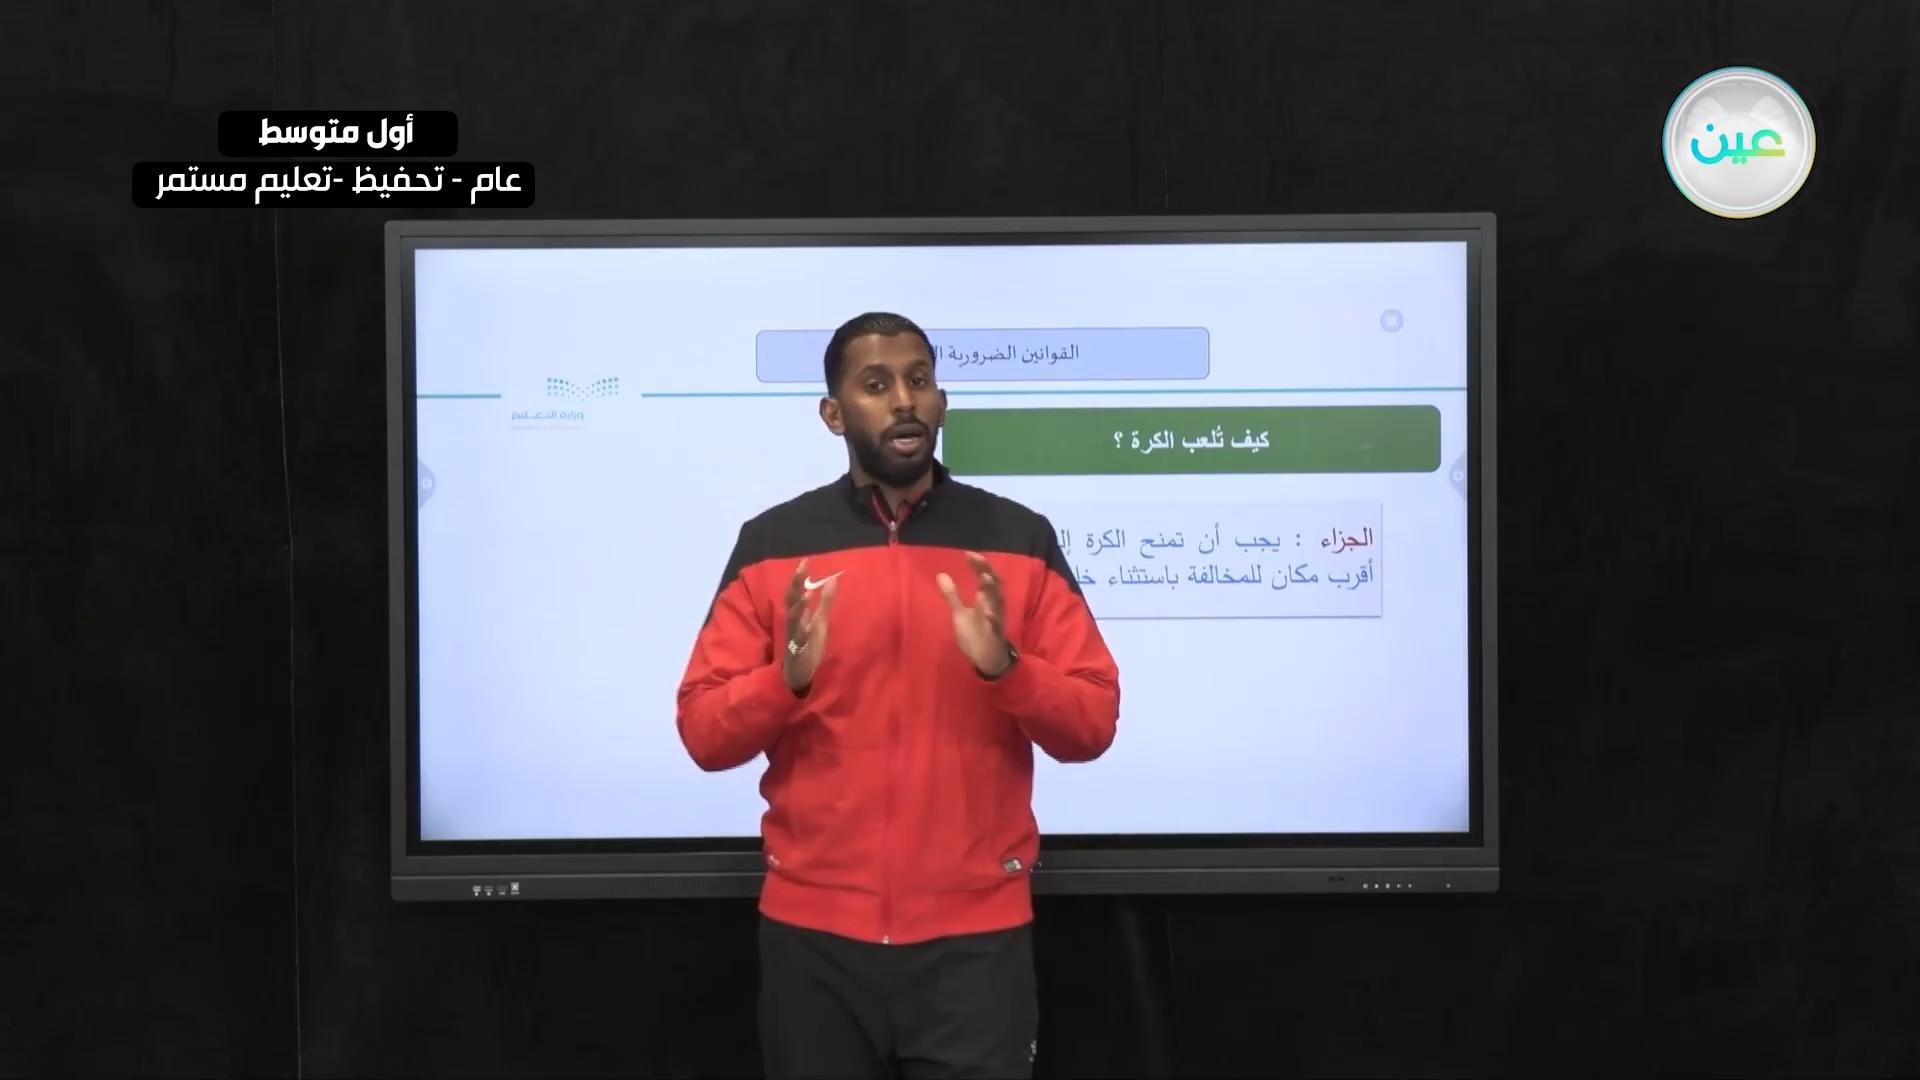 أول متوسط
عام - تحفيظ -تعليم مستمر
عين
القوانين الضرورية
وزارة التعليم
كيف تُلعب الكرة ؟
الجزاء : يجب أن تمنح الكرة
أقرب مكان للمخالفة باستثناء